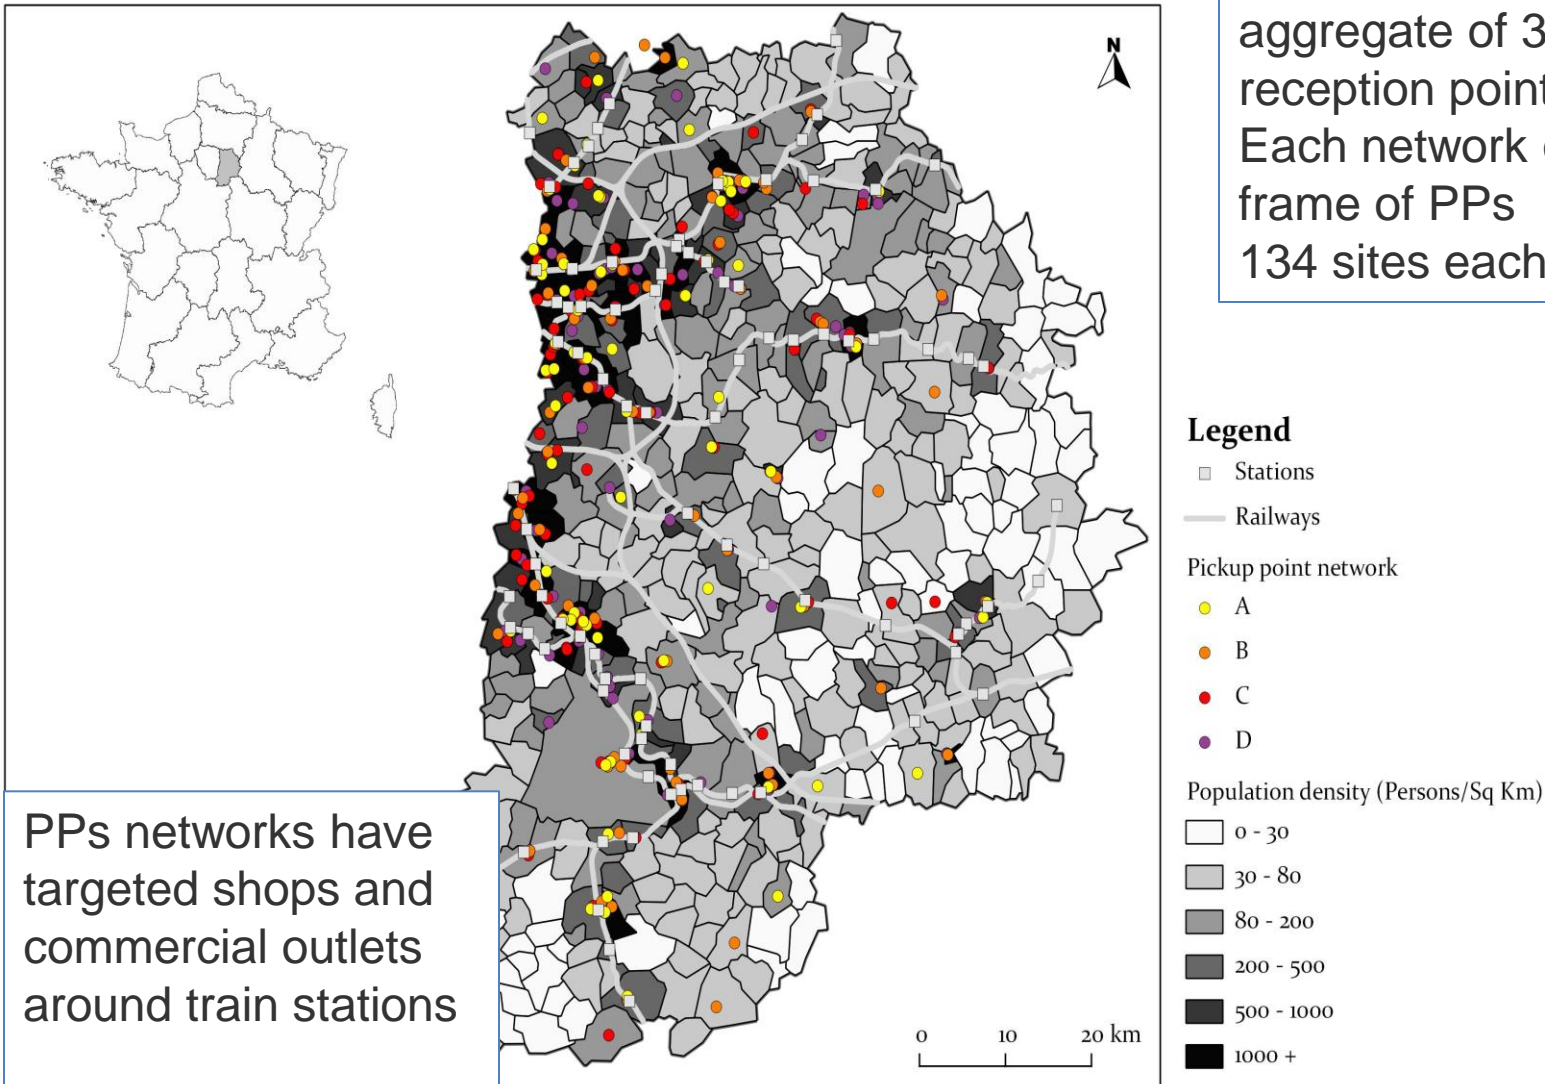 aggregate of 3
reception point
Each network
frame of PPs
134 sites each
N
Legend
Stations
Railways
Pickup point network
A
B
C
D
Population density (Persons/Sq Km)
0 - 30
30 - 80
80 - 200
200 - 500
500 - 1000
1000 +
PPs networks have
targeted shops and
commercial outlets
around train stations
0 10 20 km